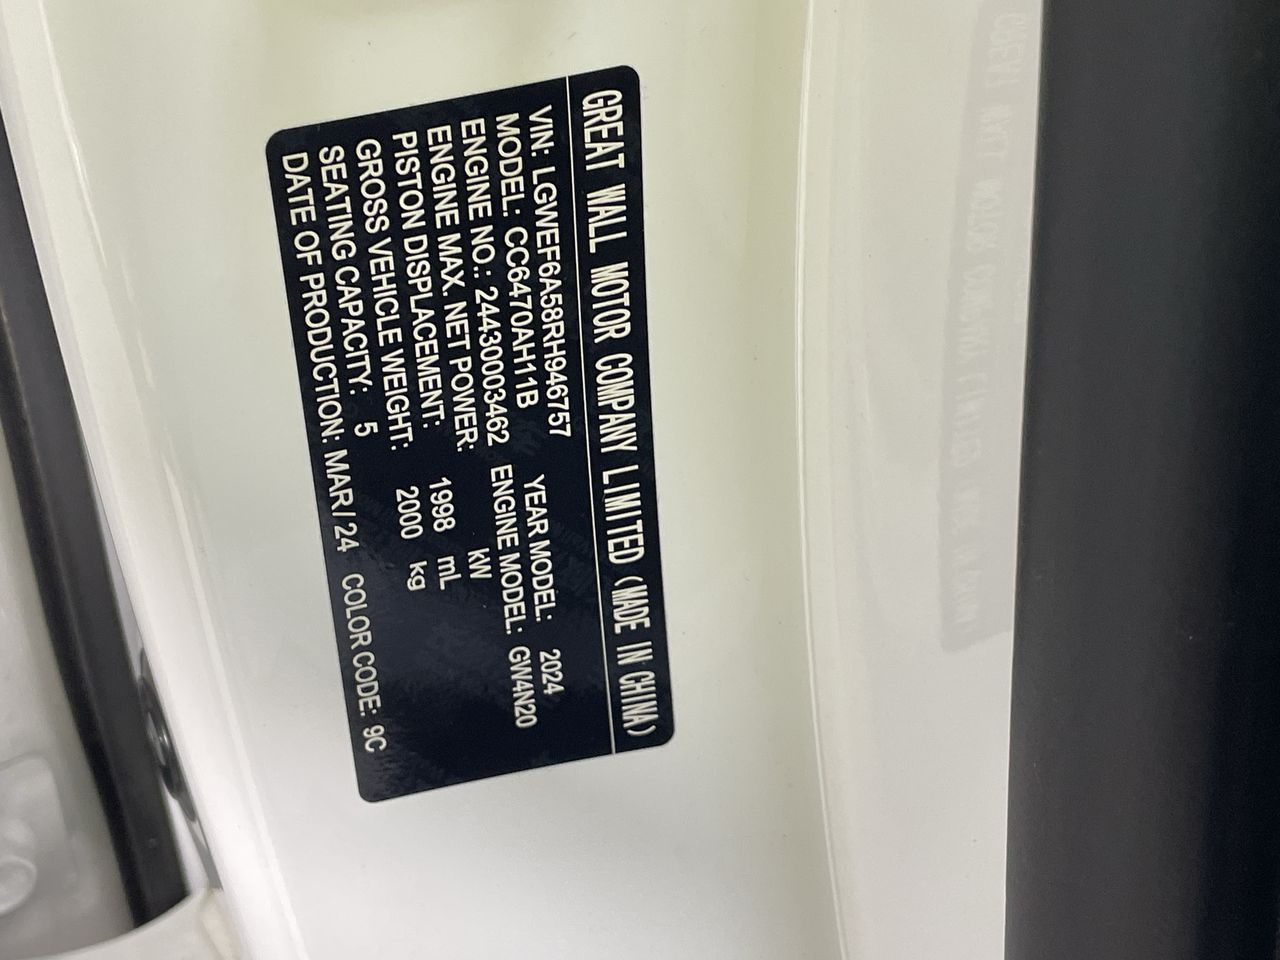 GREAT WALL MOTOR COMPANY LIMITED (MADE IN CHINA)
VIN: LGWEF6A58RH946757 YEAR MODEL: 2024
MODEL: CC6470AH11B ENGINE MODEL: GW4N20
ENGINE NO.: 24430003462
ENGINE MAX. NET POWER: kW
PISTON DISPLACEMENT: 1998 mL
GROSS VEHICLE WEIGHT: 2000 kg
SEATING CAPACITY: 5
DATE OF PRODUCTION: MAR/ 24 COLOR CODE: 9C